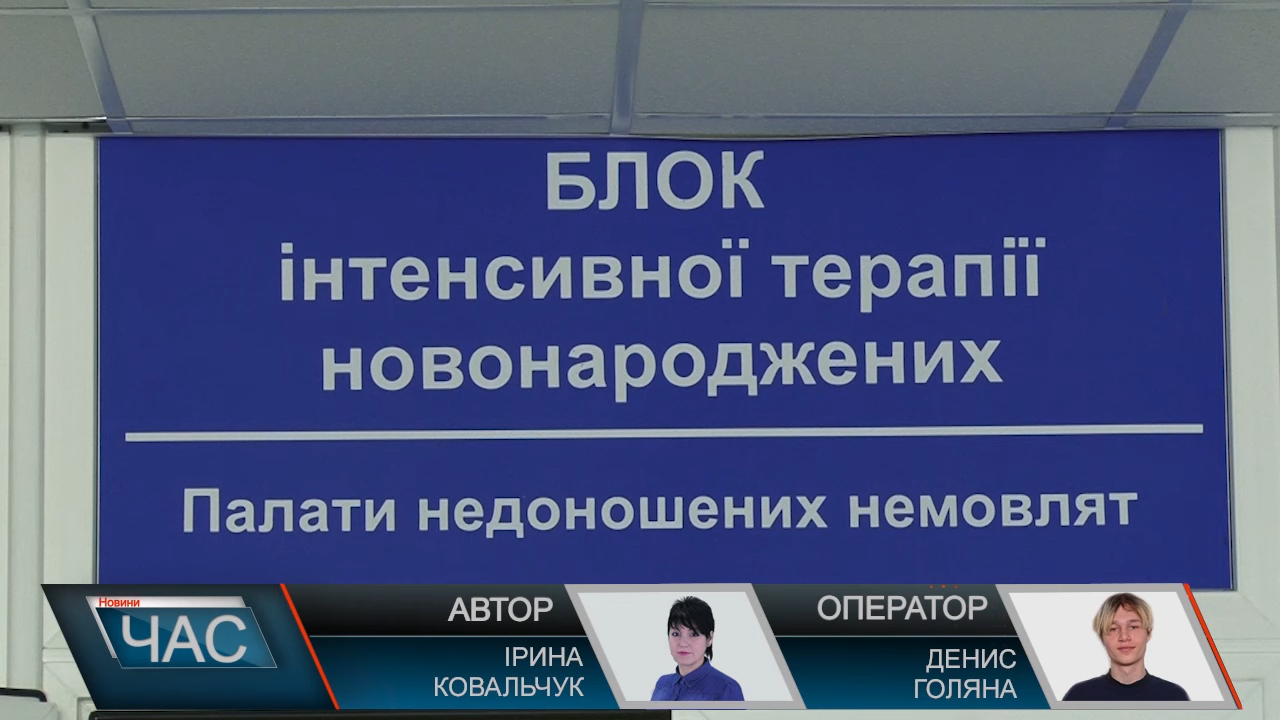 БЛОК
інтенсивної терапії
новонароджених
Палати недоношених немовлят
Новини
ЧАС
АВТОР
ІРИНА
КОВАЛЬЧУК
ОПЕРАТОР
ДЕНИС
ГОЛЯНА